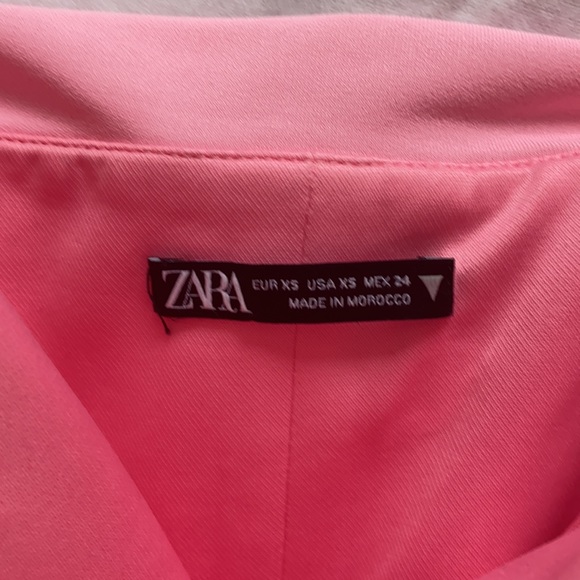 ZARA
EUR XS USA XS MEX 24
MADE IN MOROCCO